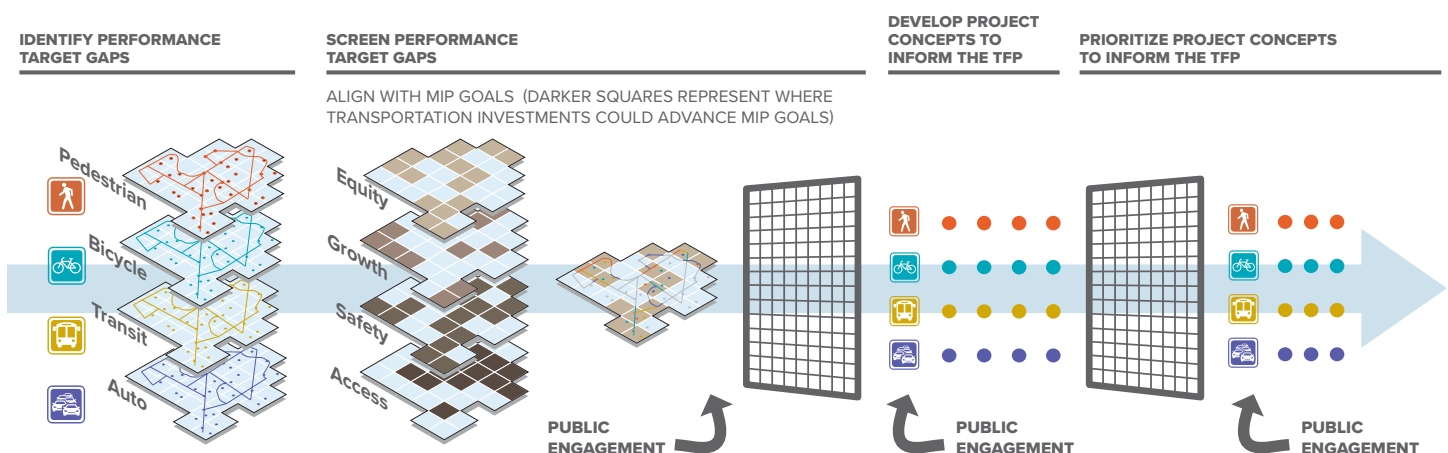 IDENTIFY PERFORMANCE
TARGET GAPS
SCREEN PERFORMANCE
TARGET GAPS
ALIGN WITH MIP GOALS (DARKER SQUARES REPRESENT WHERE
TRANSPORTATION INVESTMENTS COULD ADVANCE MIP GOALS)
DEVELOP PROJECT
CONCEPTS TO
INFORM THE TFP
PRIORITIZE PROJECT CONCEPTS
TO INFORM THE TFP
Pedestrian
Bicycle
Transit
Auto
Equity
Growth
Safety
Access
PUBLIC
ENGAGEMENT
PUBLIC
ENGAGEMENT
PUBLIC
ENGAGEMENT